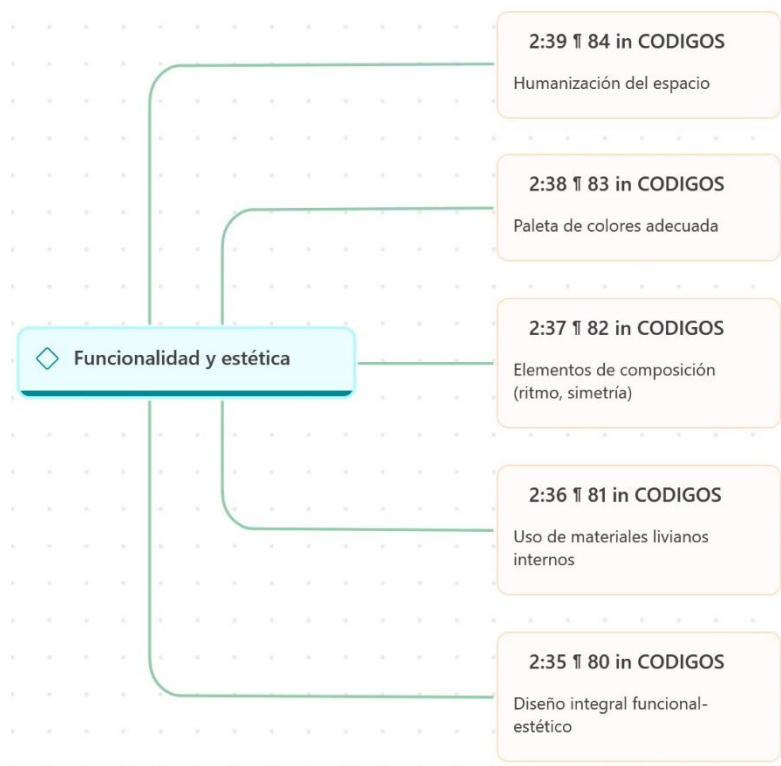 2:39 ¶ 84 in CODIGOS
Humanización del espacio
2:38 ¶ 83 in CODIGOS
Paleta de colores adecuada
Funcionalidad y estética
2:37 ¶ 82 in CODIGOS
Elementos de composición
(ritmo, simetría)
2:36 ¶ 81 in CODIGOS
Uso de materiales livianos
internos
2:35 ¶ 80 in CODIGOS
Diseño integral funcional-
estético